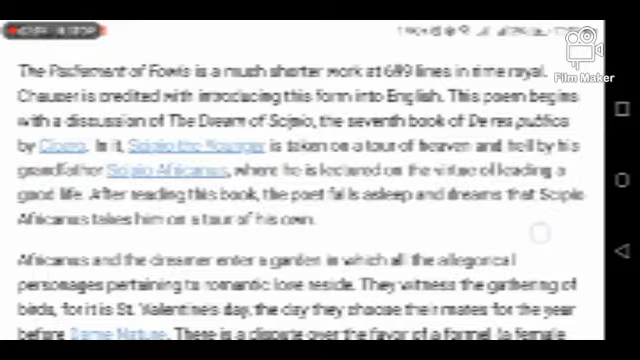 Film Maker
The Parliament of Fowls is a much shorter work at 699 lines in rime royal.
Chaucer is credited with introducing this form into English. This poem begins
with a discussion of The Dream of Scipio, the seventh book of De res publica
by Cicero. In it, Scipio the Younger is taken on a tour of heaven and hell by his
grandfather Scipio Africanus, where he is lectured on the virtue of leading a
good life. After reading this book, the poet falls asleep and dreams that Scipio
Africanus takes him on a tour of his own.
Africanus and the dreamer enter a garden in which all the allegorical
personages pertaining to romantic love reside. They witness the gathering of
birds, for it is St. Valentines day, the day they choose their mates for the year
before Dame Nature. There is a dispute over the favor of a formel (a female